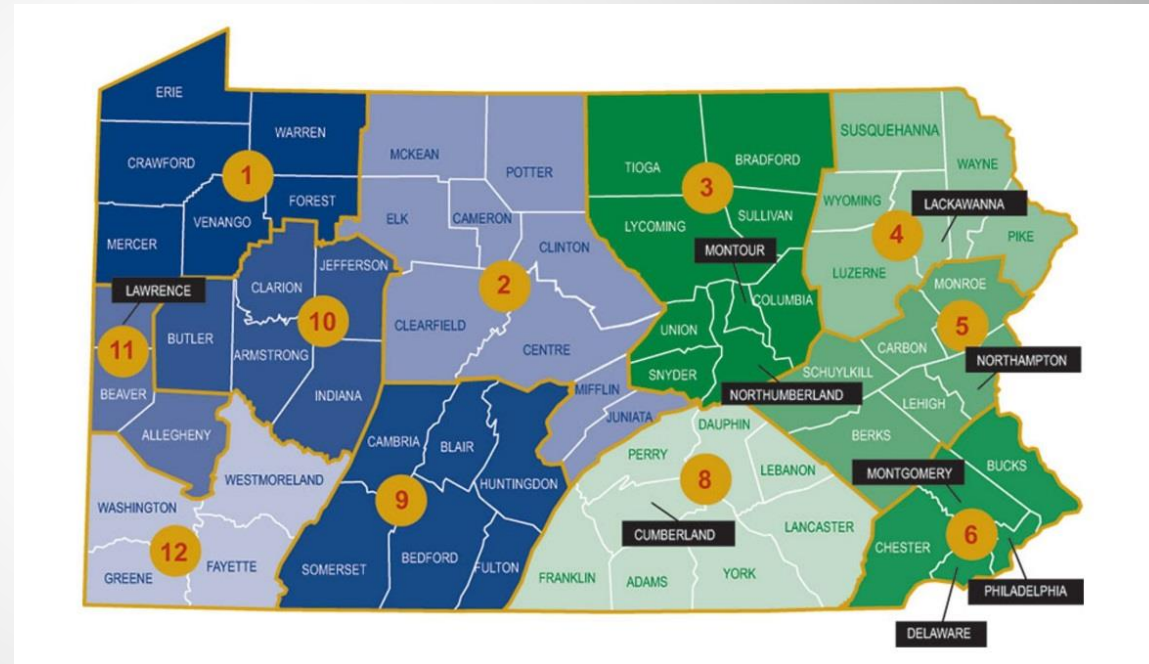 ERIE
WARREN
CRAWFORD
1
FOREST
VENANGO
MERCER
MCKEAN
POTTER
ELK
CAMERON
CLINTON
2
CLEARFIELD
CENTRE
MIFFLIN
JUNIATA
TIOGA
BRADFORD
3
LYCOMING
SULLIVAN
MONTOUR
COLUMBIA
UNION
SNYDER
NORTHUMBERLAND
SUSQUEHANNA
WAYNE
WYOMING
LACKAWANNA
4
PIKE
LUZERNE
MONROE
5
CARBON
NORTHAMPTON
SCHUYLKILL
LEHIGH
BERKS
MONTGOMERY
BUCKS
6
CHESTER
PHILADELPHIA
DELAWARE
DAUPHIN
PERRY
LEBANON
8
CUMBERLAND
LANCASTER
FRANKLIN
ADAMS
YORK
CAMBRIA
BLAIR
HUNTINGDON
9
SOMERSET
BEDFORD
FULTON
JEFFERSON
CLARION
10
BUTLER
ARMSTRONG
INDIANA
LAWRENCE
11
BEAVER
ALLEGHENY
WESTMORELAND
WASHINGTON
12
GREENE
FAYETTE